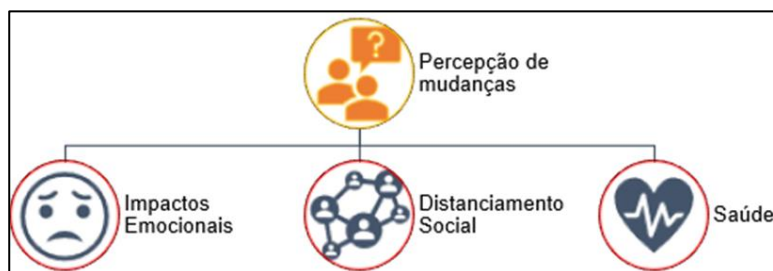 ?
Percepção de
mudanças
Impactos
Emocionais
Distanciamento
Social
Saúde